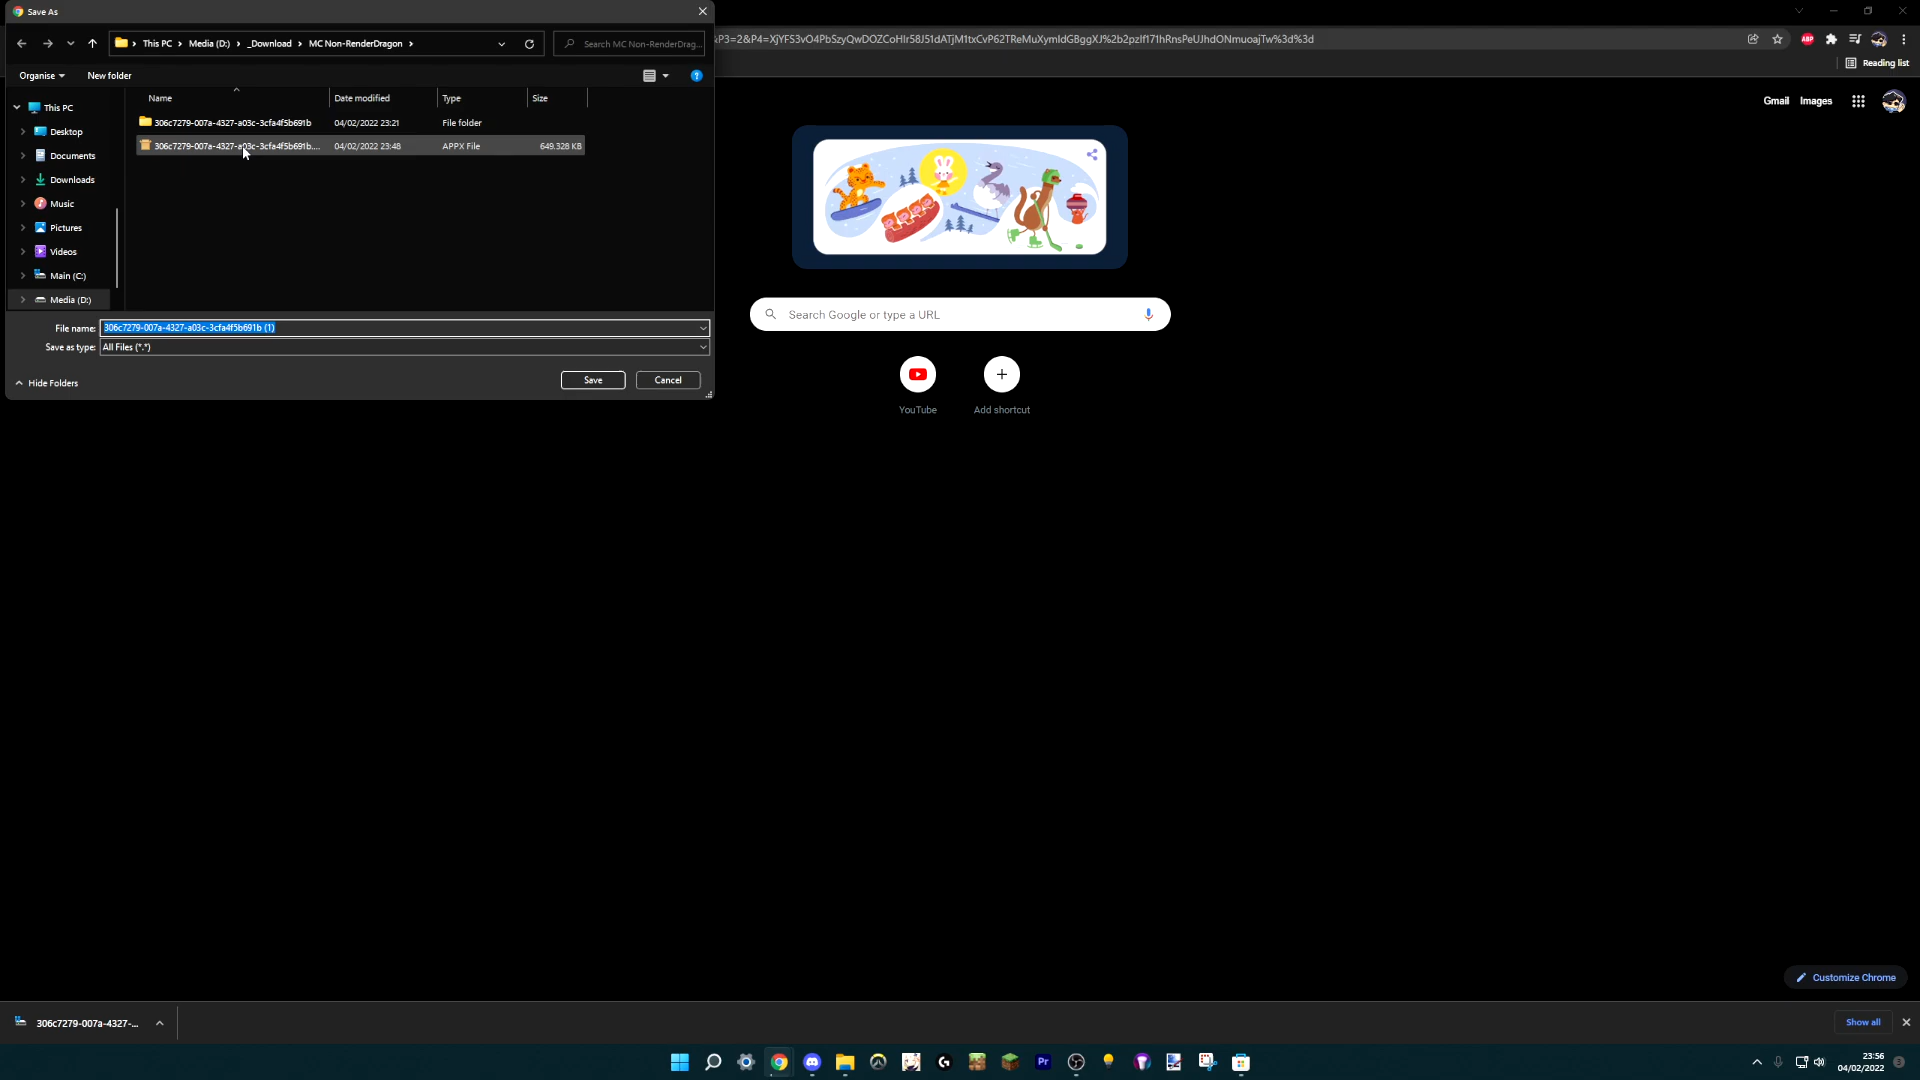 Save As
This PC
Media (D:)
_Download
MC Non-RenderDragon
Search MC Non-RenderDrag...
Organise
New folder
Name
Date modified
Type
Size
This PC
Desktop
Documents
Downloads
Music
Pictures
Videos
Main (C:)
Media (D:)
306c7279-007a-4327-a03c-3cfa4f5b691b 04/02/2022 23:21 File folder
306c7279-007a-4327-a03c-3cfa4f5b691b.... 04/02/2022 23:48 APPX File 649.328 KB
File name: 306c7279-007a-4327-a03c-3cfa4f5b691b (1)
Save as type: All Files (*.*)
Hide Folders
Save
Cancel
Reading list
Gmail
Images
ABP
Search Google or type a URL
YouTube
Add shortcut
Customize Chrome
306c7279-007a-4327-...
Show all
Pr
23:56
04/02/2022
3